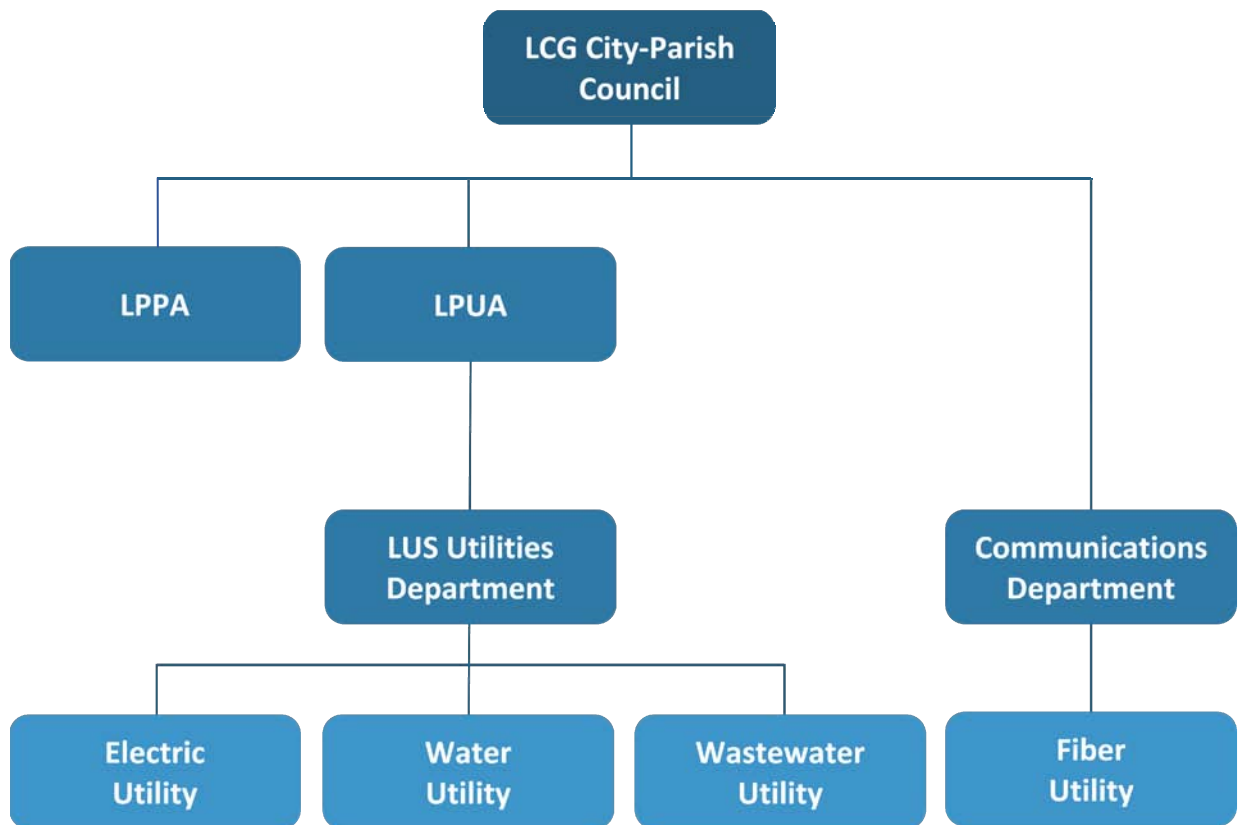 LCG City-Parish
Council
LPPA
LPUA
LUS Utilities
Department
Communications
Department
Electric
Utility
Water
Utility
Wastewater
Utility
Fiber
Utility